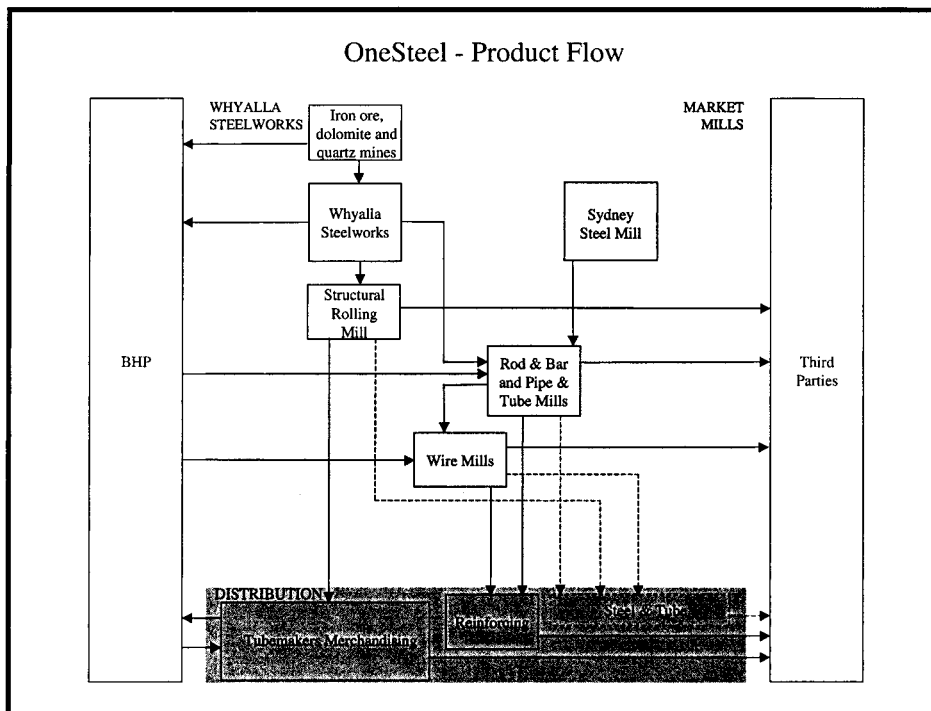 OneSteel - Product Flow
WHYALLA
STEELWORKS
Iron ore,
dolomite and
quartz mines
MARKET
MILLS
Whyalla
Steelworks
Sydney
Steel Mill
Structural
Rolling
Mill
BHP
Rod & Bar
and Pipe &
Tube Mills
Third
Parties
Wire Mills
DISTRIBUTION
Steel & Tube
Reinforcing
Tubemakers Merchandising